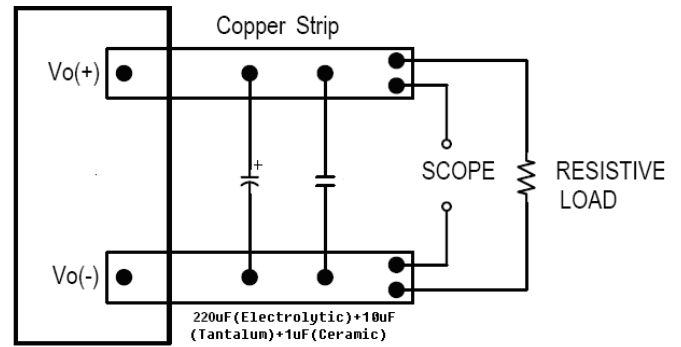 Copper Strip
Vo(+)
+
SCOPE
RESISTIVE
LOAD
Vo(-)
220uF(Electrolytic)+10uF
(Tantalum)+1uF(Ceramic)